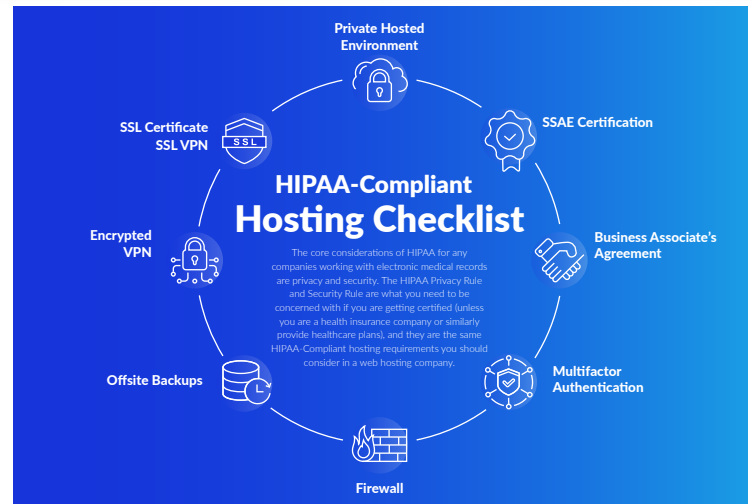 Private Hosted
Environment
SSL Certificate
SSL VPN
SSL
SSAE Certification
HIPAA-Compliant
Hosting Checklist
Encrypted
VPN
Business Associate's
Agreement
The core considerations of HIPAA for any
companies working with electronic medical records
are privacy and security. The HIPAA Privacy Rule
and Security Rule are what you need to be
concerned with if you are getting certified (unless
you are a health insurance company or similarly
provide healthcare plans), and they are the same
HIPAA-Compliant hosting requirements you should
consider in a web hosting company.
Offsite Backups
Multifactor
Authentication
Firewall